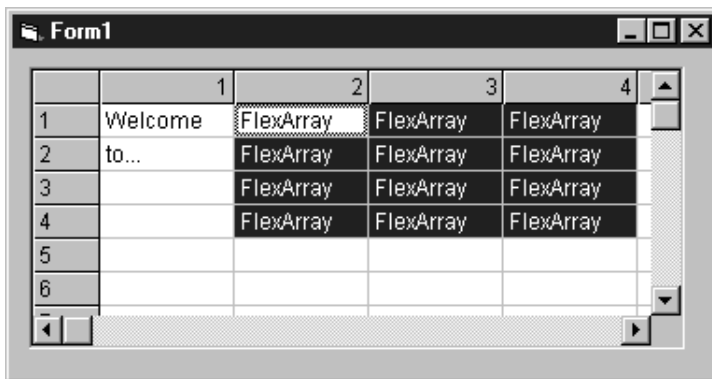 Form1
1 2 3 4
1 Welcome FlexArray FlexArray FlexArray
2 to... FlexArray FlexArray FlexArray
3 FlexArray FlexArray FlexArray
4 FlexArray FlexArray FlexArray
5
6